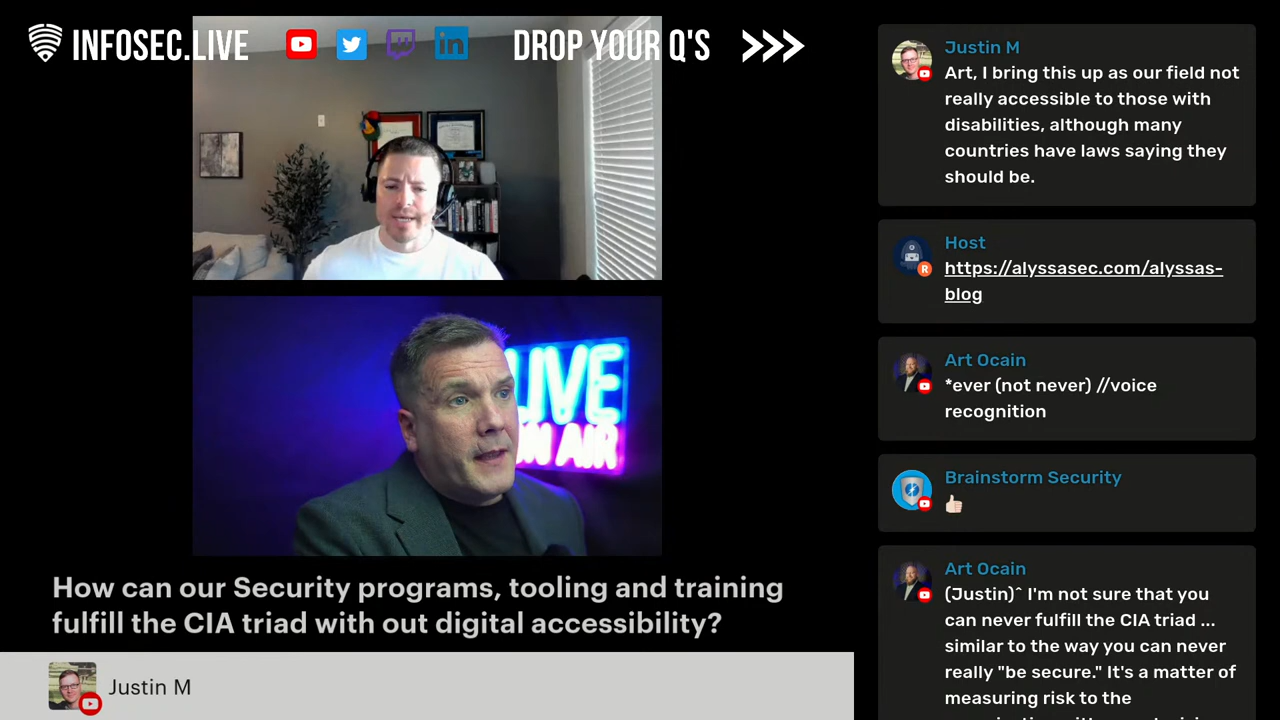 INFOSEC.LIVE
DROP YOUR Q'S >>>
LIVE
ON AIR
How can our Security programs, tooling and training
fulfill the CIA triad with out digital accessibility?
Justin M
Justin M
Art, I bring this up as our field not
really accessible to those with
disabilities, although many
countries have laws saying they
should be.
Host
https://alyssasec.com/alyssas-
blog
Art Ocain
*ever (not never) //voice
recognition
Brainstorm Security
Art Ocain
(Justin)^ I'm not sure that you
can never fulfill the CIA triad ...
similar to the way you can never
really "be secure." It's a matter of
measuring risk to the